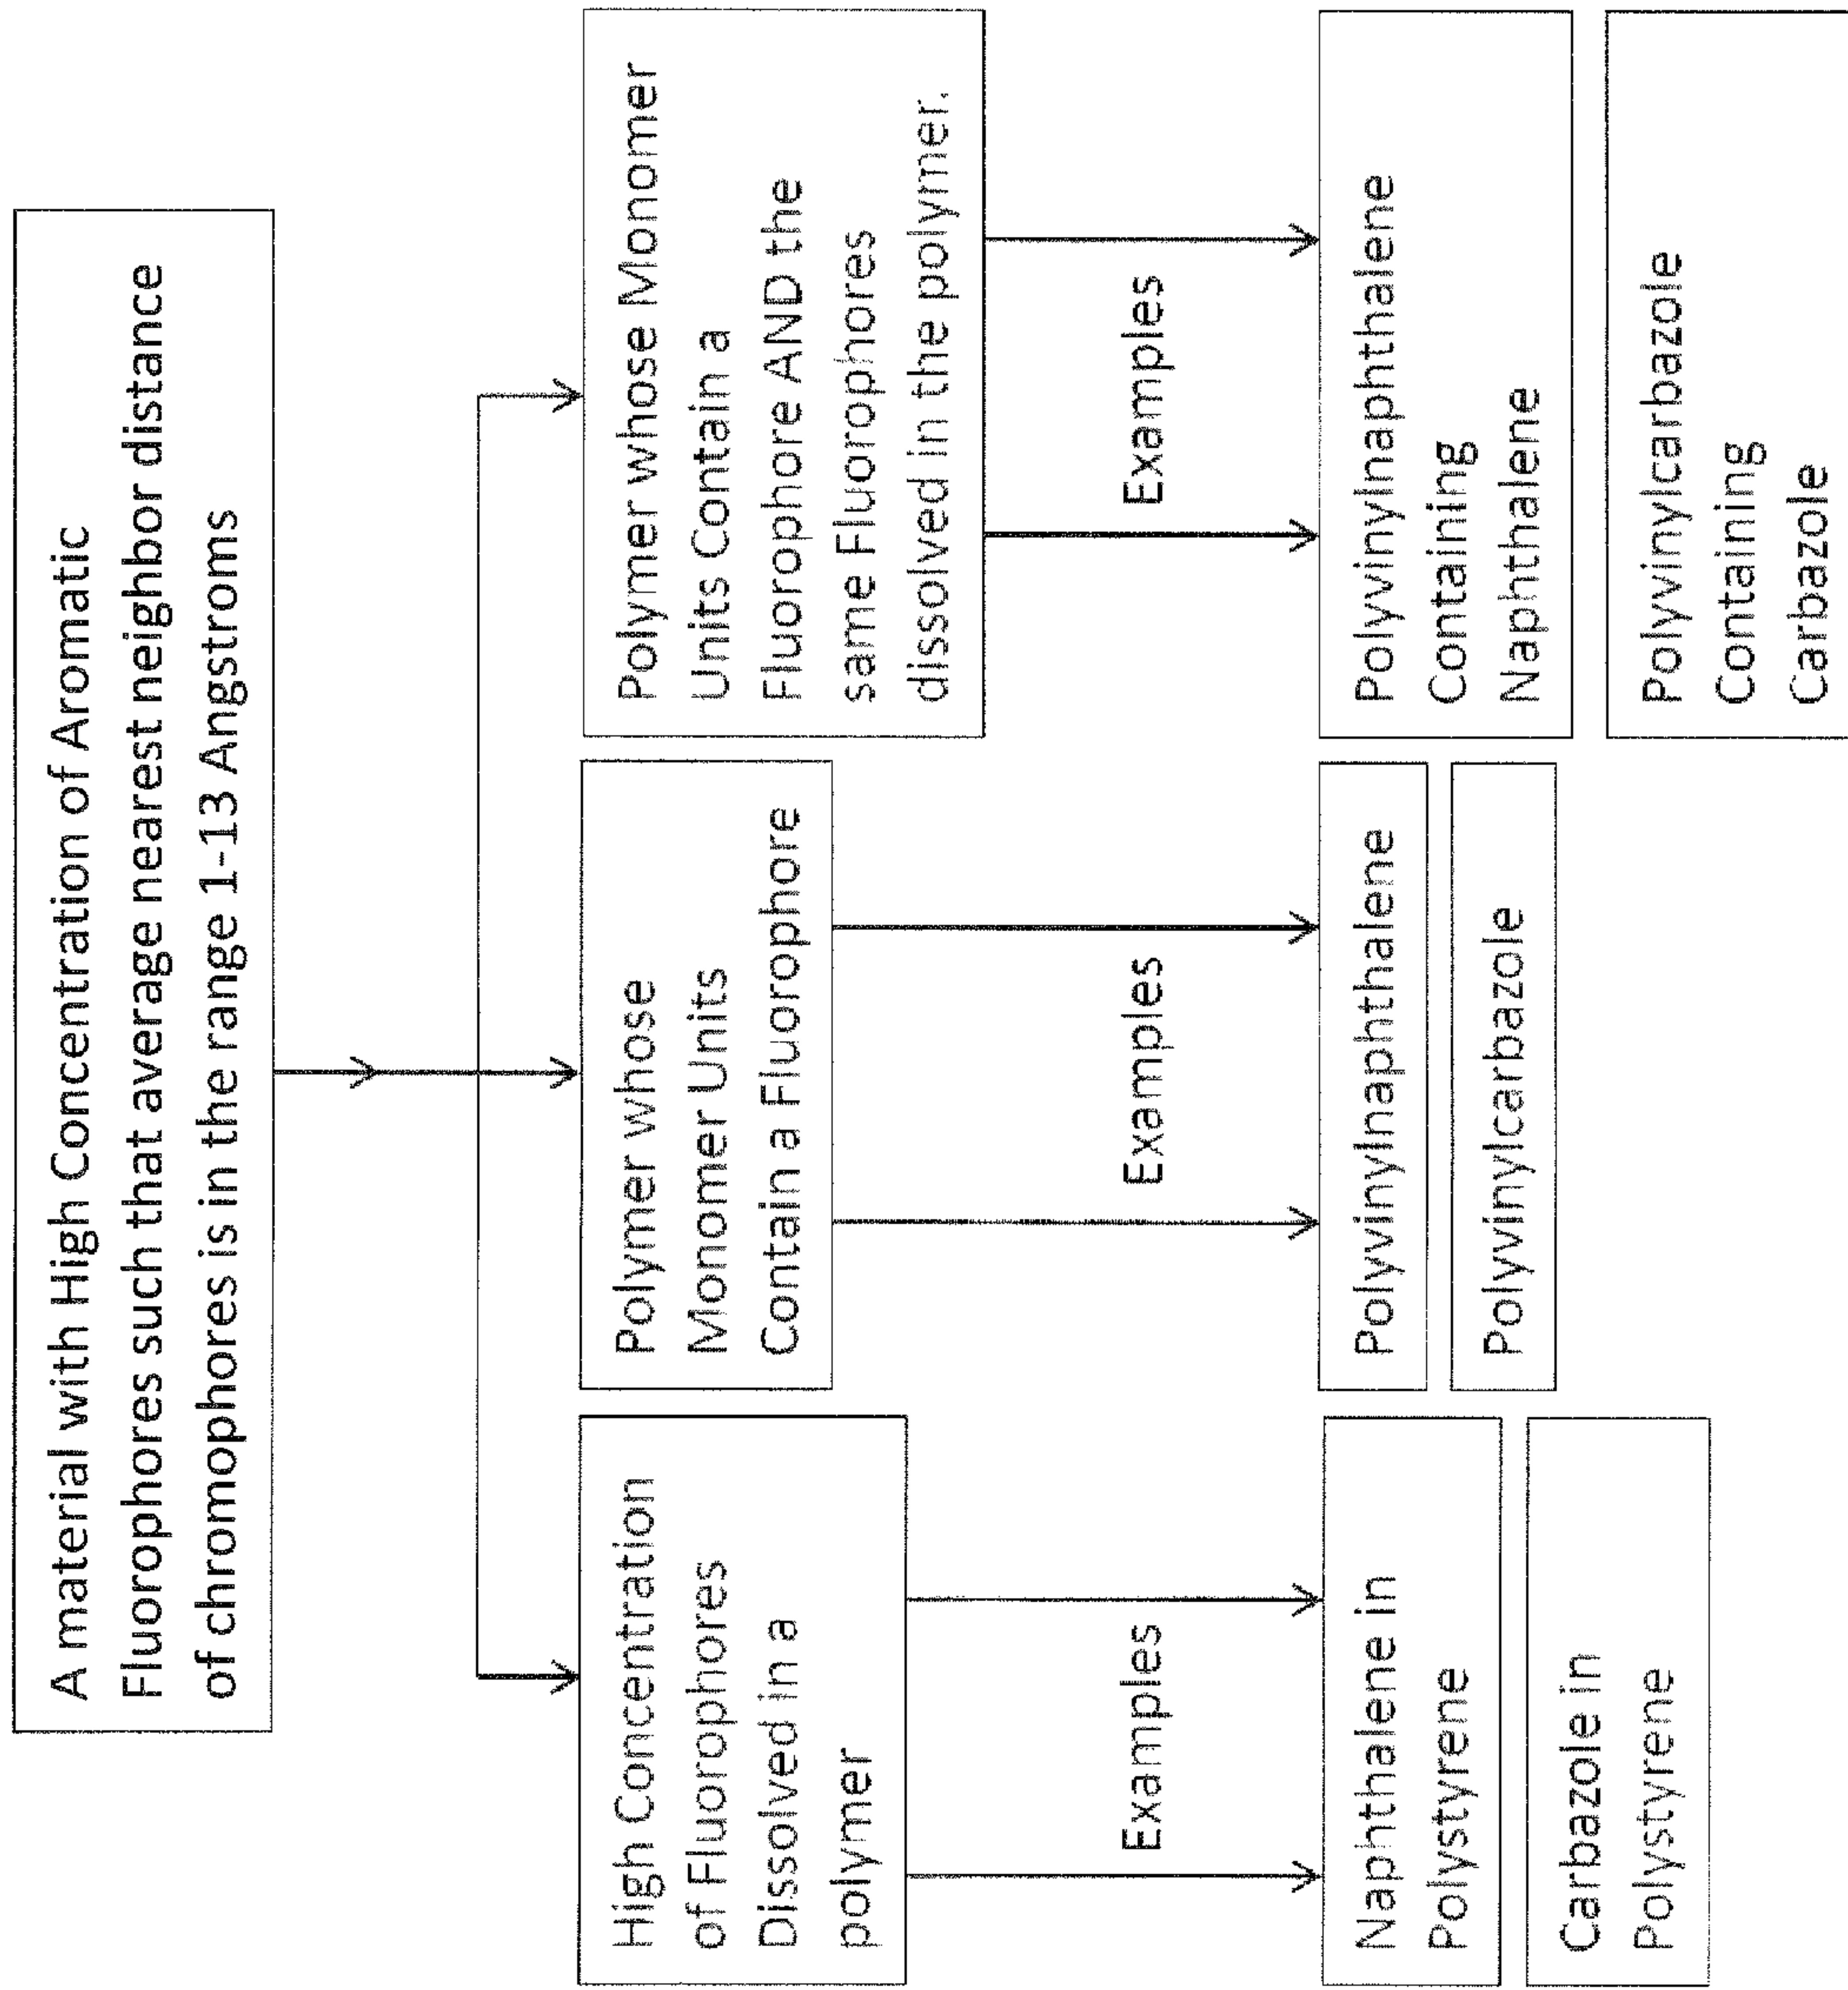 A material with High Concentration of Aromatic
Fluorophores such that average nearest neighbor distance
of chromophores is in the range 1-13 Angstroms
High Concentration
of Fluorophores
Dissolved in a
polymer
Examples
Naphthalene in
Polystyrene
Carbazole in
Polystyrene
Polymer whose
Monomer Units
Contain a Fluorophore
Examples
Polyvinylnaphthalene
Polyvinylcarbazole
Polymer whose Monomer
Units Contain a
Fluorophore AND the
same Fluorophores
dissolved in the polymer.
Examples
Polyvinylnaphthalene
Containing
Naphthalene
Polyvinylcarbazole
Containing
Carbazole